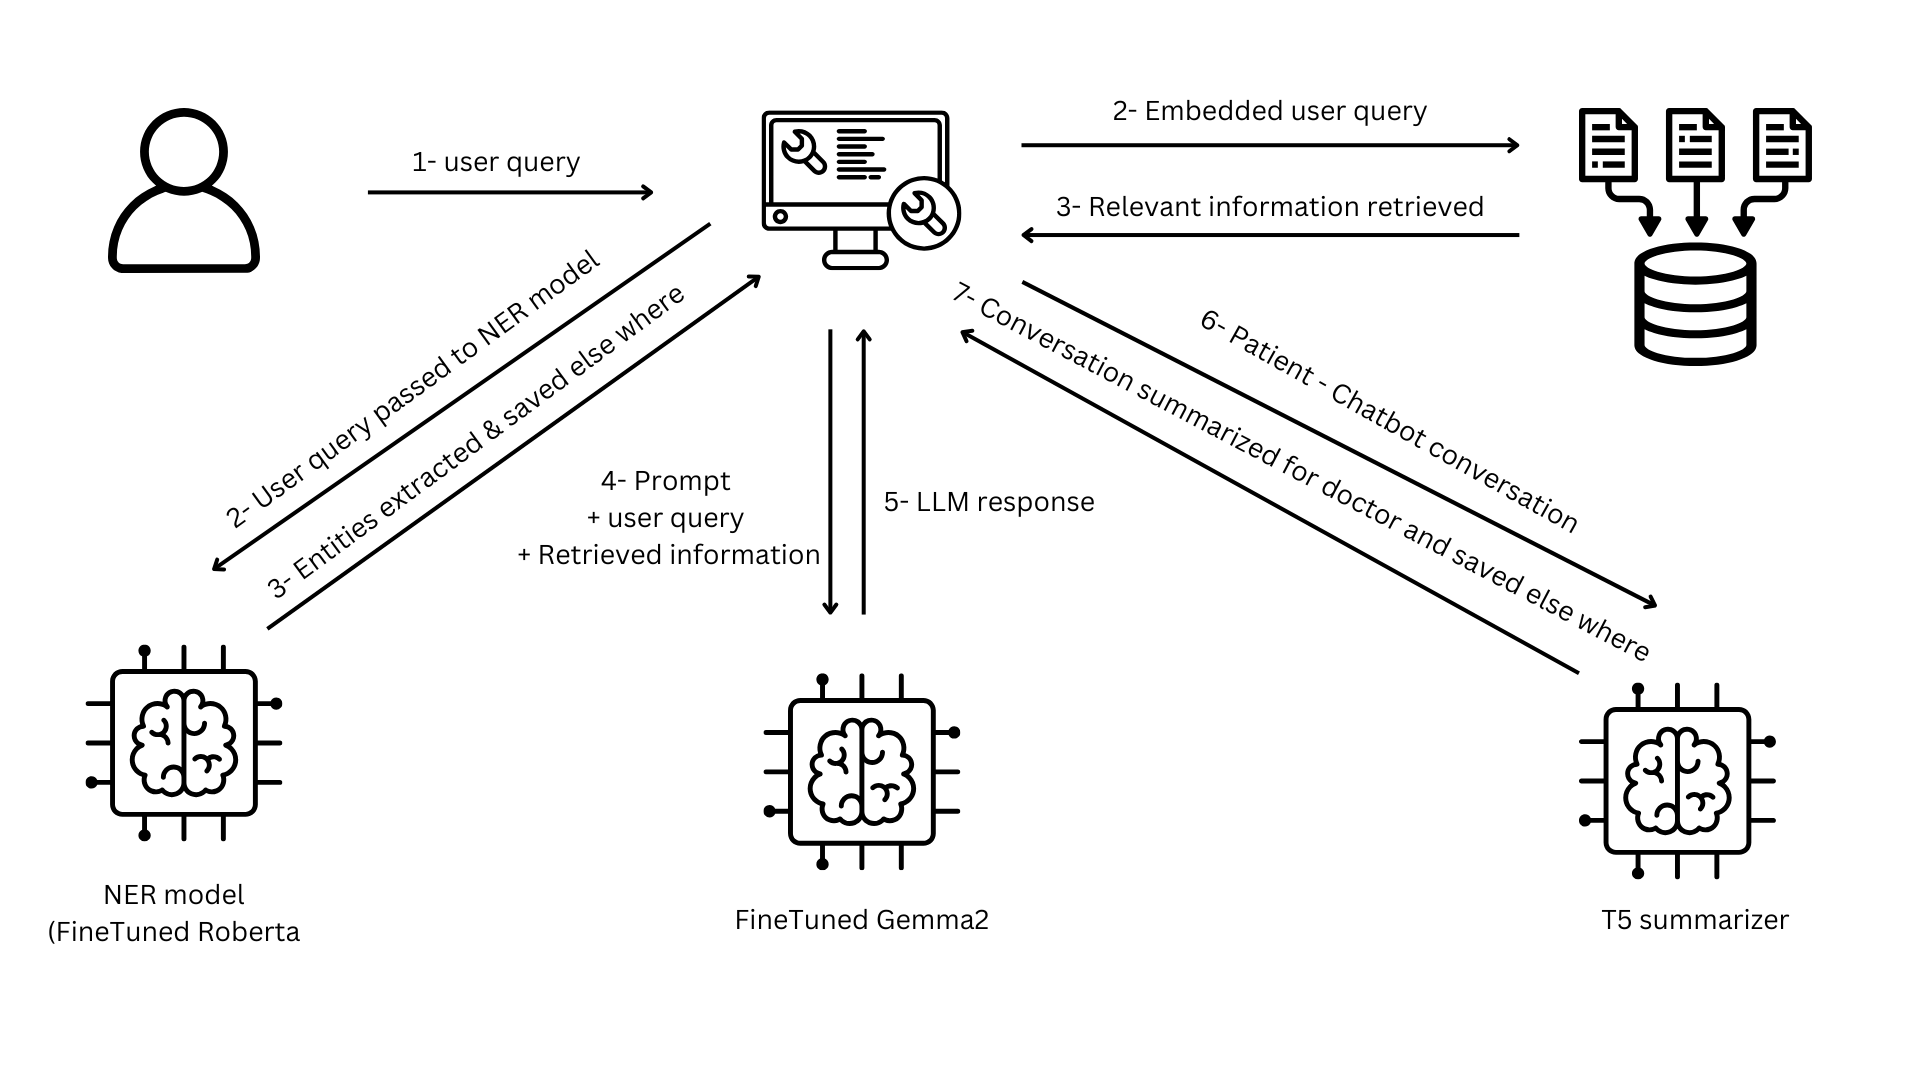 1- user query
2- Embedded user query
3- Relevant information retrieved
2- User query passed to NER model
3- Entities extracted & saved else where
4- Prompt
+ user query
+ Retrieved information
5- LLM response
6- Patient - Chatbot conversation
7- Conversation summarized for doctor and saved else where
NER model
(FineTuned Roberta
FineTuned Gemma2
T5 summarizer